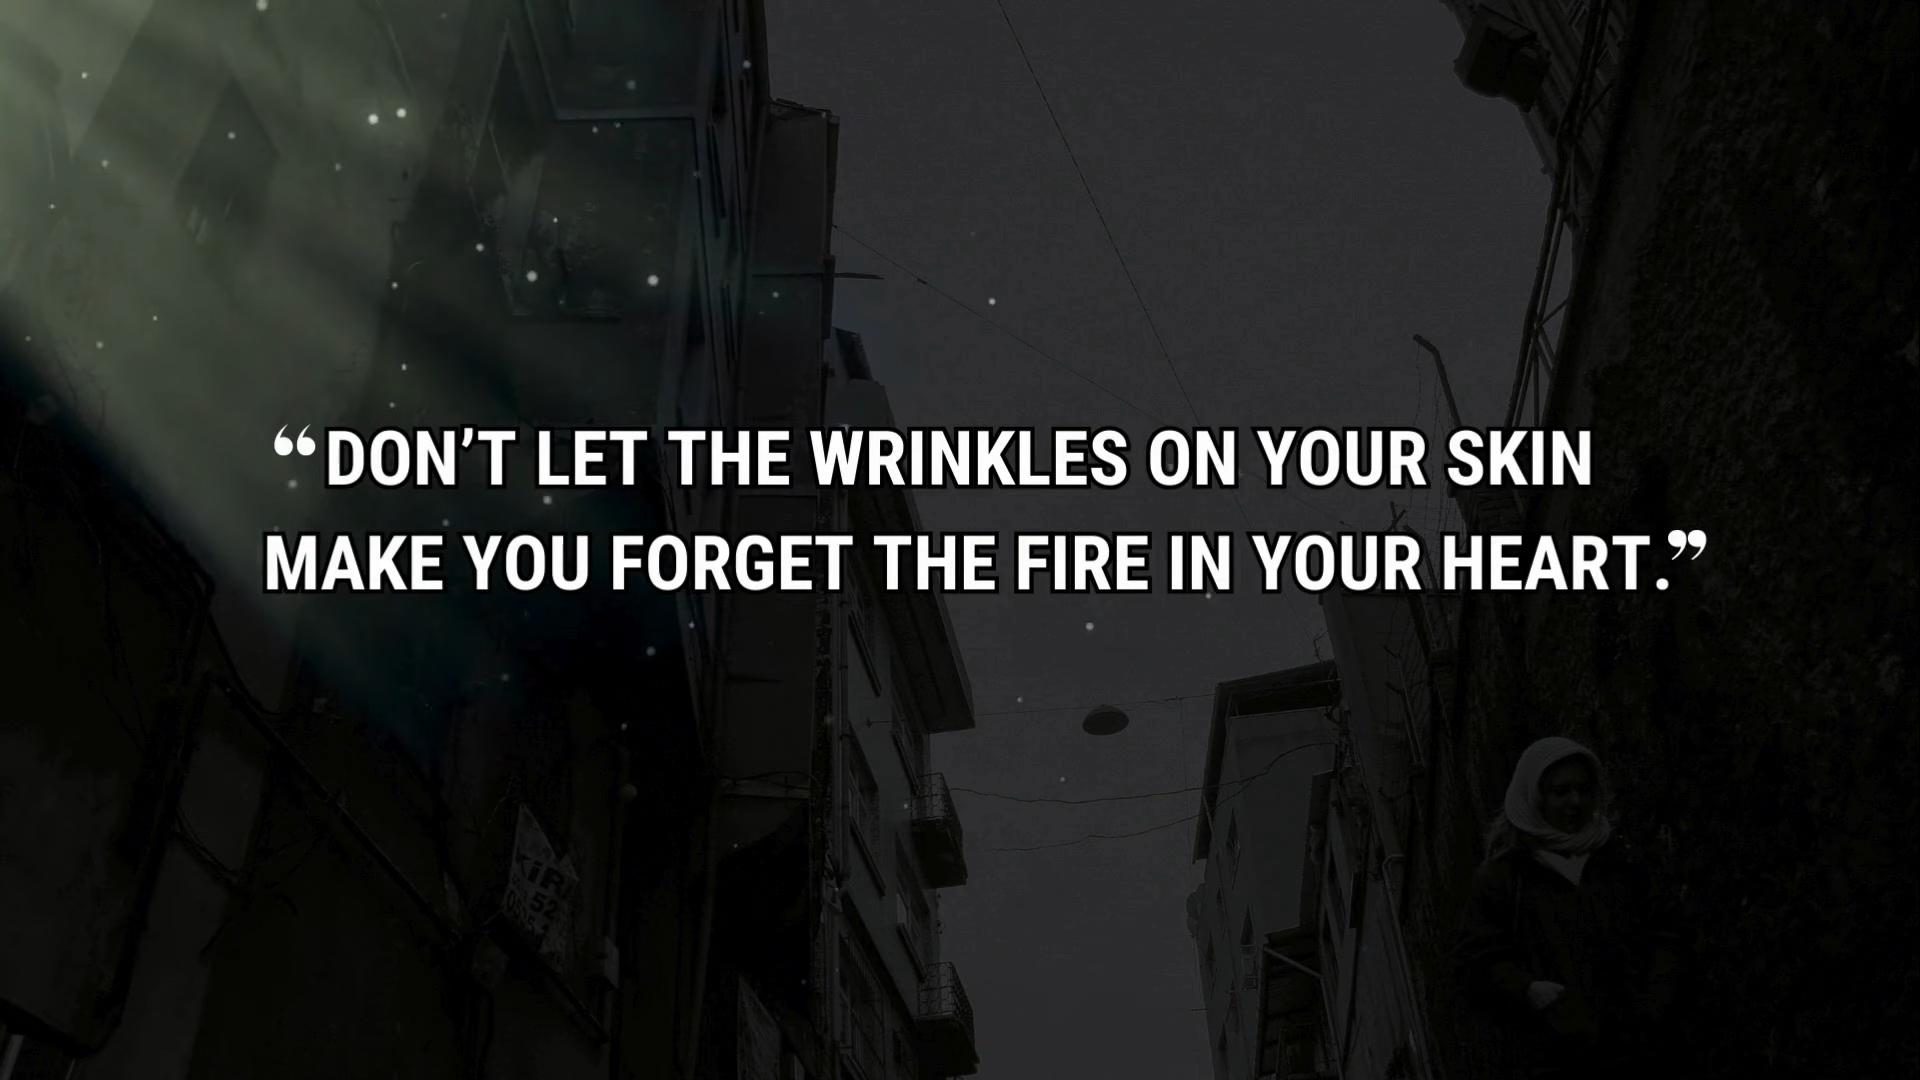 “DON’T LET THE WRINKLES ON YOUR SKIN
MAKE YOU FORGET THE FIRE IN YOUR HEART.”